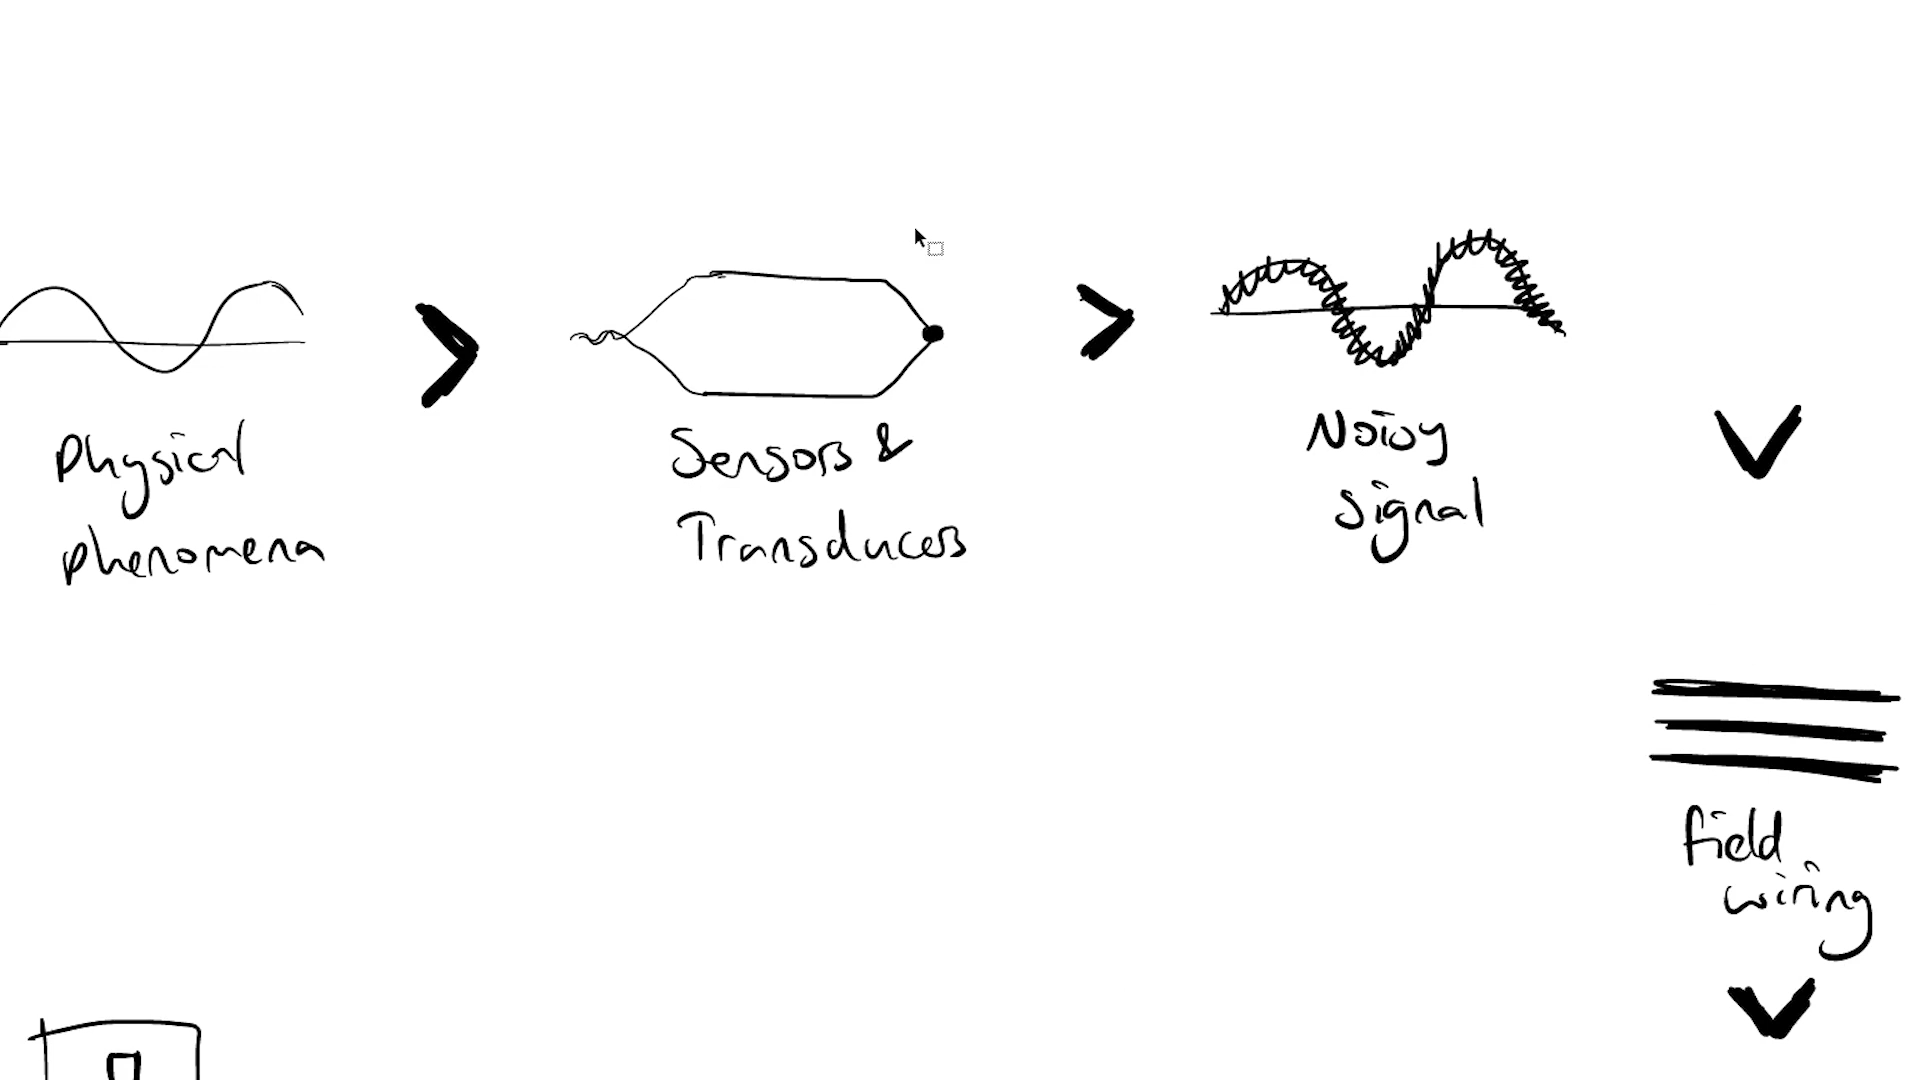 Physical
phenomena
Sensors &
Transducers
Noisy
signal
field
wiring